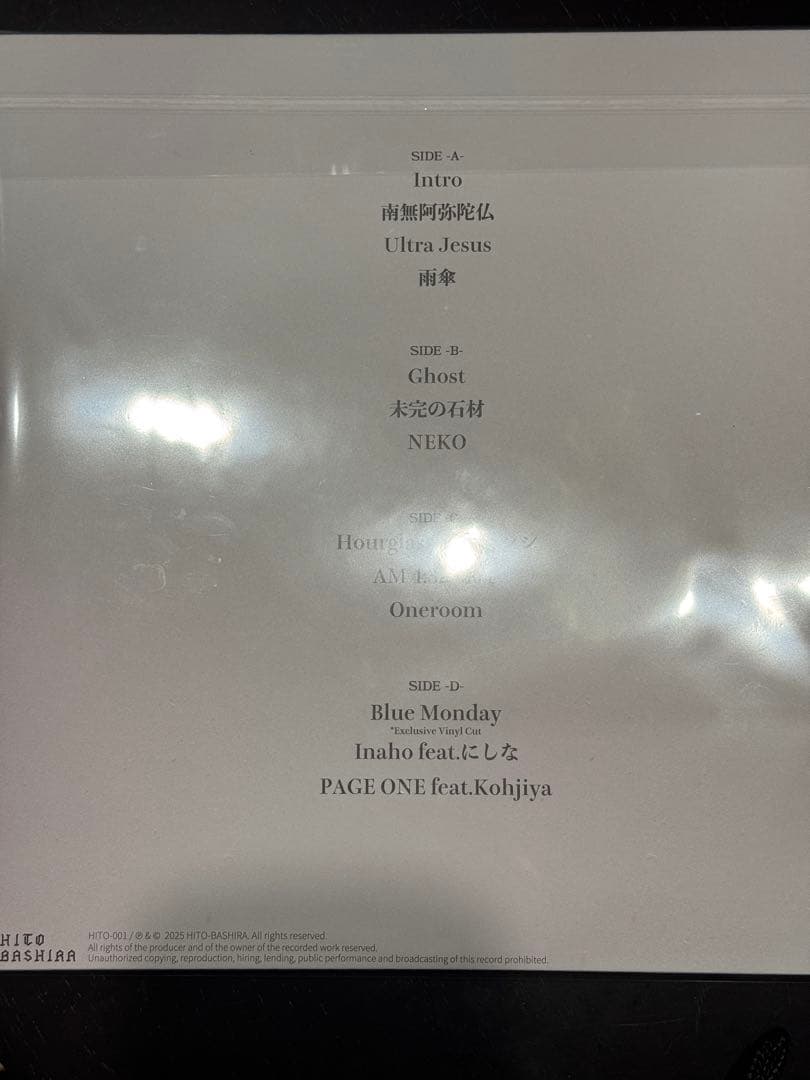 SIDE -A-
Intro
南無阿弥陀仏
Ultra Jesus
雨傘
SIDE -B-
Ghost
未完の石材
NEKO
SIDE
AM
Oneroom
SIDE -D-
Blue Monday
*Exclusive Vinyl Cut
Inaho feat.にしな
PAGE ONE feat.Kohjiya
HITO
BASHIRA
HITO-001 / ℗ & © 2025 HITO-BASHIRA. All rights reserved.
All rights of the producer and of the owner of the recorded work reserved.
Unauthorized copying, reproduction, hiring, lending, public performance and broadcasting of this record prohibited.